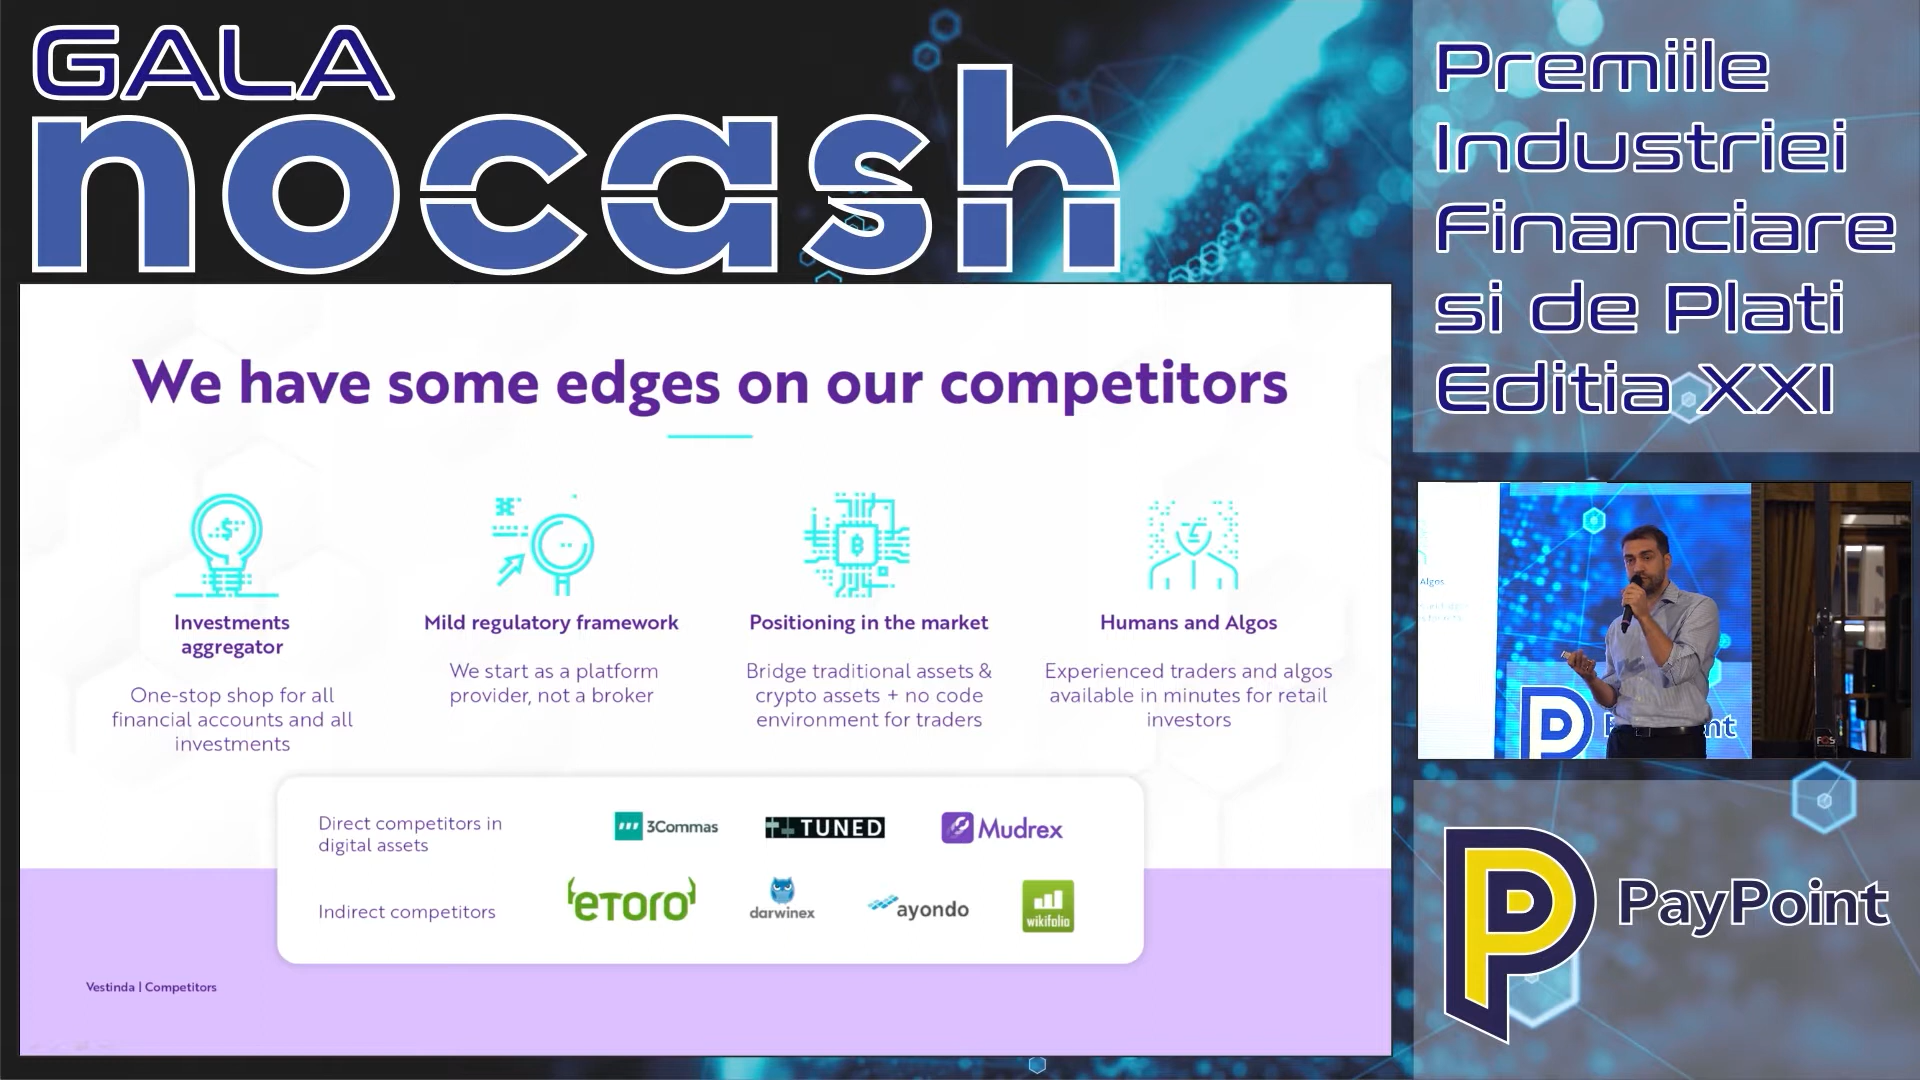 GALA
nocash
Premiile
Industriei
Financiare
si de Plati
Editia XXI
We have some edges on our competitors
Investments
aggregator
One-stop shop for all
financial accounts and all
investments
Mild regulatory framework
We start as a platform
provider, not a broker
Positioning in the market
Bridge traditional assets &
crypto assets + no code
environment for traders
Humans and Algos
Experienced traders and algos
available in minutes for retail
investors
Direct competitors in
digital assets
3Commas
TUNED
Mudrex
Indirect competitors
eToro
darwinex
ayondo
wikifolio
Vestinda | Competitors
Algos
P nt
FOS
PayPoint